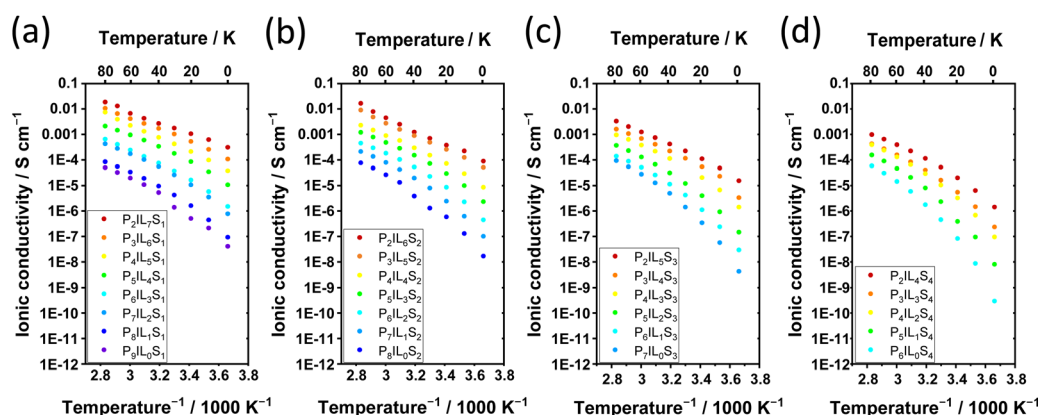 (a)
Temperature / K
80 60 40 20 0
0.1
0.01
0.001
1E-4
1E-5
1E-6
1E-7
1E-8
1E-9
1E-10
1E-11
1E-12
Ionic conductivity / S cm⁻¹
P₂IL₇S₁
P₃IL₆S₁
P₄IL₅S₁
P₅IL₄S₁
P₆IL₃S₁
P₇IL₂S₁
P₈IL₁S₁
P₉IL₀S₁
2.8 3 3.2 3.4 3.6 3.8
Temperature⁻¹ / 1000 K⁻¹
(b)
Temperature / K
80 60 40 20 0
0.1
0.01
0.001
1E-4
1E-5
1E-6
1E-7
1E-8
1E-9
1E-10
1E-11
1E-12
Ionic conductivity / S cm⁻¹
P₂IL₆S₂
P₃IL₅S₂
P₄IL₄S₂
P₅IL₃S₂
P₆IL₂S₂
P₇IL₁S₂
P₈IL₀S₂
2.8 3 3.2 3.4 3.6 3.8
Temperature⁻¹ / 1000 K⁻¹
(c)
Temperature / K
80 60 40 20 0
0.1
0.01
0.001
1E-4
1E-5
1E-6
1E-7
1E-8
1E-9
1E-10
1E-11
1E-12
Ionic conductivity / S cm⁻¹
P₂IL₅S₃
P₃IL₄S₃
P₄IL₃S₃
P₅IL₂S₃
P₆IL₁S₃
P₇IL₀S₃
2.8 3 3.2 3.4 3.6 3.8
Temperature⁻¹ / 1000 K⁻¹
(d)
Temperature / K
80 60 40 20 0
0.1
0.01
0.001
1E-4
1E-5
1E-6
1E-7
1E-8
1E-9
1E-10
1E-11
1E-12
Ionic conductivity / S cm⁻¹
P₂IL₄S₄
P₃IL₃S₄
P₄IL₂S₄
P₅IL₁S₄
P₆IL₀S₄
2.8 3 3.2 3.4 3.6 3.8
Temperature⁻¹ / 1000 K⁻¹